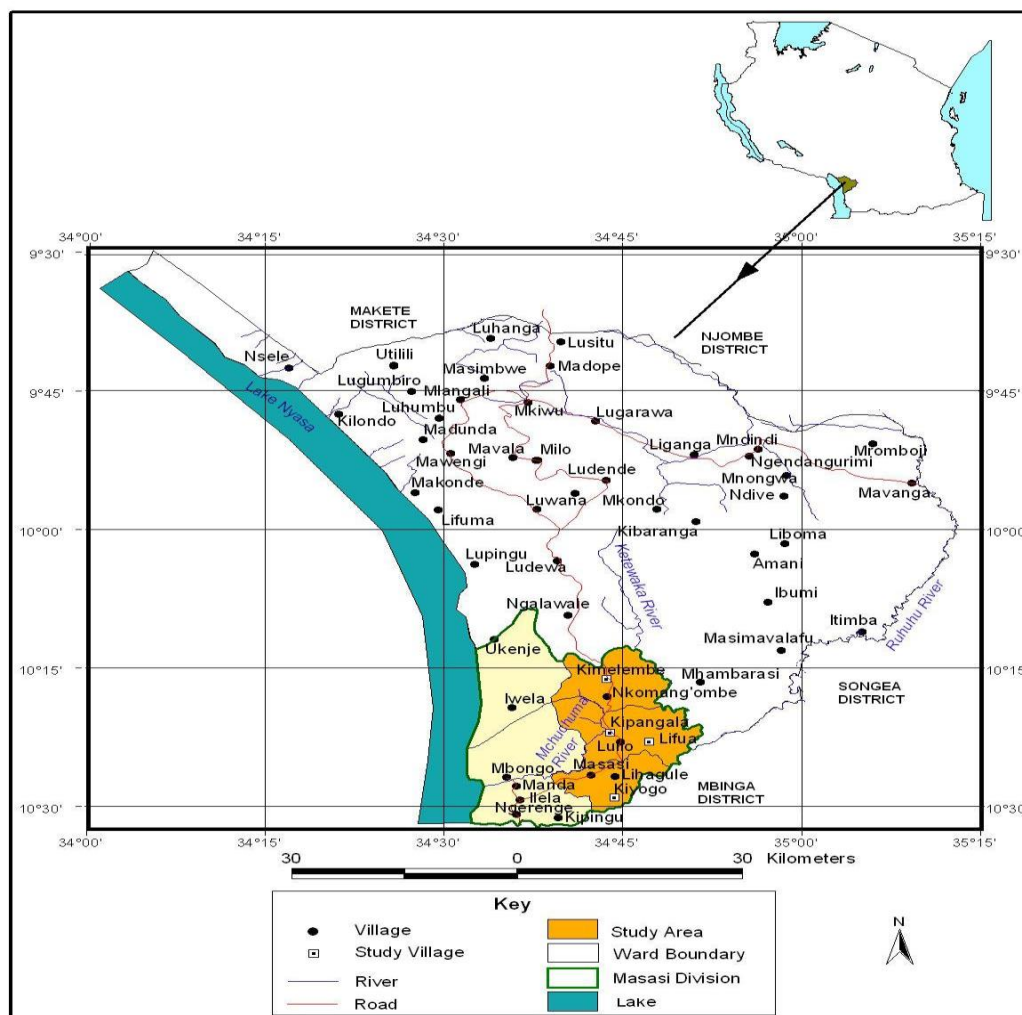 34°00'
34°15'
34°30'
34°45'
35°00'
35°15'
9°30'
9°30'
MAKETE
DISTRICT
NJOMBE
DISTRICT
Luhanga
Lusitu
Nsele
Utilili
Masimbwe
Madope
9°45'
9°45'
Lugumbiro
Mlangali
Lake Nyasa
Kilondo
Luhumbu
Mkiwu
Lugarawa
Madunda
Liganga
Mndindi
Mromboji
Mawengi
Mavala
Milo
Ngendangurimi
Ludende
Mnongwa
Makonde
Luwana
Mkondo
Ndive
Mavanga
Lifuma
Kibaranga
10°00'
10°00'
Liboma
Lupingu
Ludewa
Amani
Ketewaka River
Ibumi
Ngalawale
Itimba
Ruhuhu River
Ukenje
Masimavalafu
10°15'
10°15'
Kimelembe
Mhambarasi
Nkomang'ombe
SONGEA
DISTRICT
Iwela
Mchuchuma
River
Kipangala
Lifua
Mbongo
Masasi
Lihagule
Manda
Kiyogo
MBINGA
DISTRICT
Ilela
10°30'
10°30'
Ngerenge
Kipingu
34°00'
34°15'
34°30'
34°45'
35°00'
35°15'
30
0
30
Kilometers
Key
Village
Study Area
Study Village
Ward Boundary
River
Masasi Division
Road
Lake
N